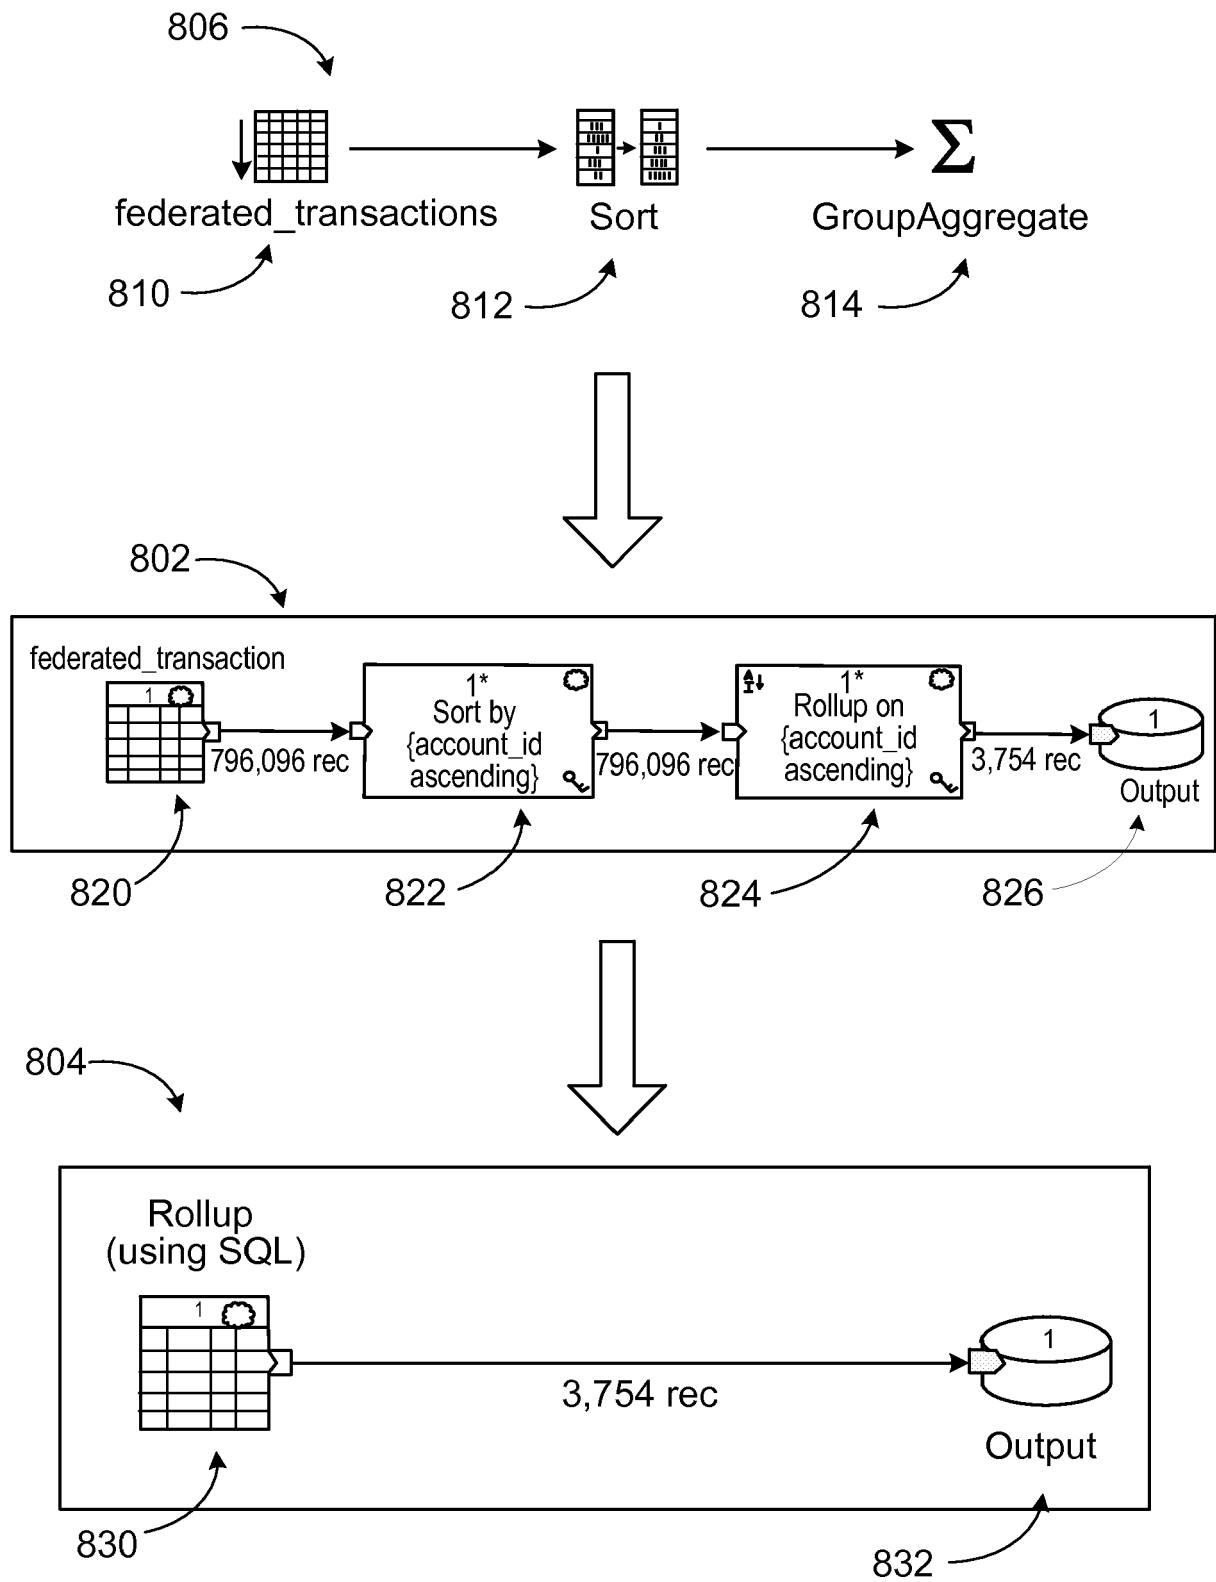 806
federated_transactions
Sort
GroupAggregate
810
812
814
802
federated_transaction
1
1*
Sort by
{account_id
ascending}
1*
Rollup on
{account_id
ascending}
1
796,096 rec
796,096 rec
3,754 rec
Output
820
822
824
826
804
Rollup
(using SQL)
1
1
3,754 rec
Output
830
832